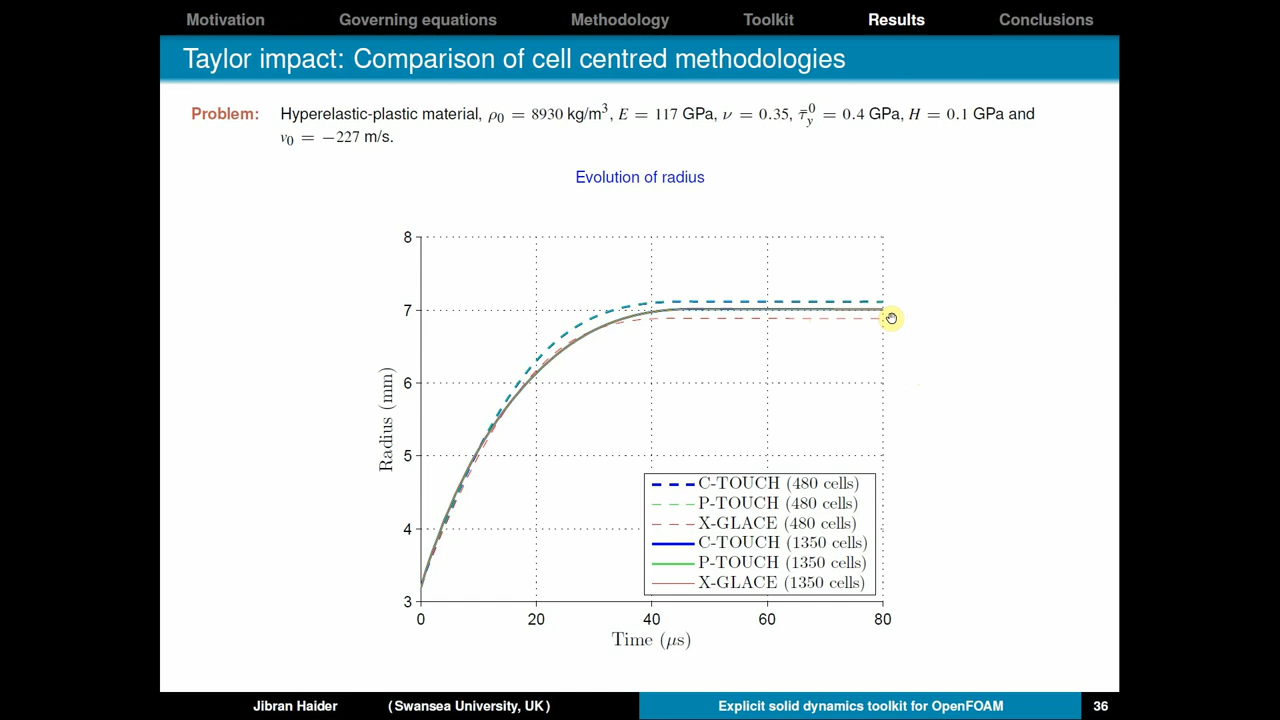 Motivation Governing equations Methodology Toolkit Results Conclusions
Taylor impact: Comparison of cell centred methodologies
Problem: Hyperelastic-plastic material, ρ₀ = 8930 kg/m³, E = 117 GPa, ν = 0.35, τ̄⁰_y = 0.4 GPa, H = 0.1 GPa and
v₀ = −227 m/s.
Evolution of radius
8
7
6
5
4
3
Radius (mm)
C-TOUCH (480 cells)
P-TOUCH (480 cells)
X-GLACE (480 cells)
C-TOUCH (1350 cells)
P-TOUCH (1350 cells)
X-GLACE (1350 cells)
0 20 40 60 80
Time (μs)
Jibran Haider (Swansea University, UK) Explicit solid dynamics toolkit for OpenFOAM 36